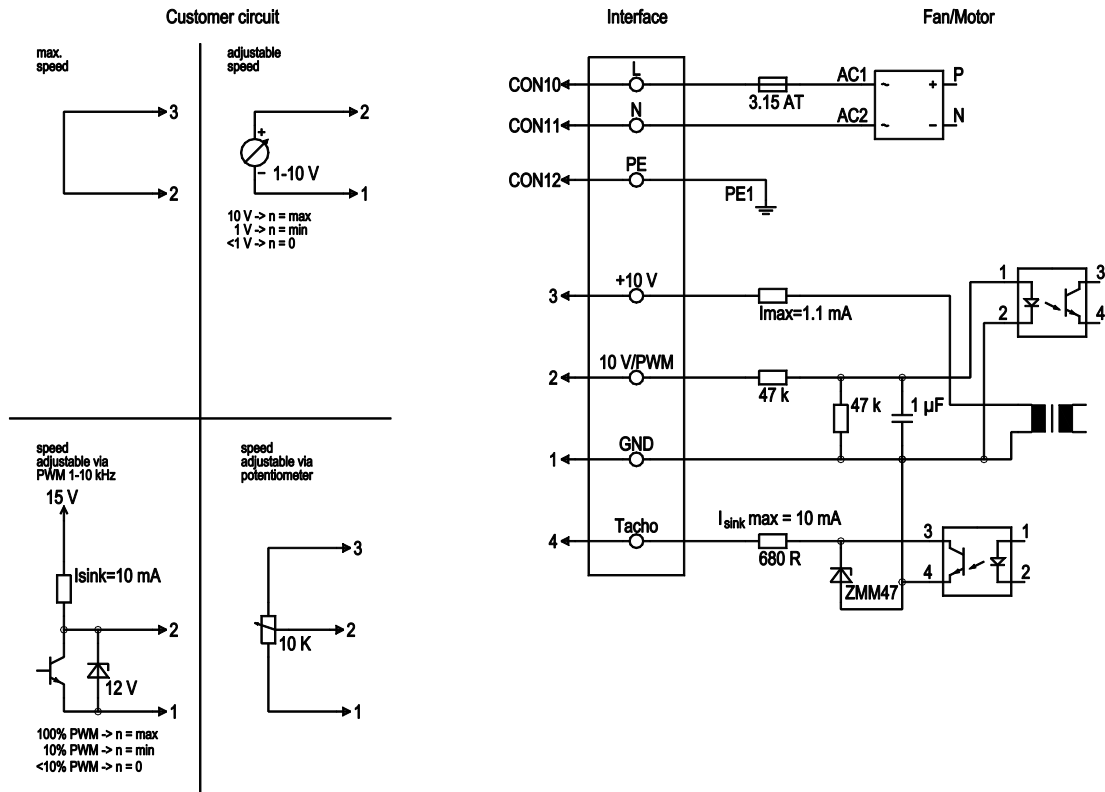 Customer circuit
Interface
Fan/Motor
max.
speed
3
2
adjustable
speed
2
+
1-10 V
–
1
10 V -> n = max
1 V -> n = min
<1 V -> n = 0
speed
adjustable via
PWM 1-10 kHz
15 V
Isink=10 mA
2
12 V
1
100% PWM -> n = max
10% PWM -> n = min
<10% PWM -> n = 0
speed
adjustable via
potentiometer
3
2
10 K
1
L
CON10
3.15 AT
AC1
~ +
P
N
CON11
AC2
~ –
N
PE
CON12
PE1
+10 V
3
Imax=1.1 mA
1
2
3
4
10 V/PWM
2
47 k
47 k
1 µF
GND
1
Tacho
4
Isink max = 10 mA
680 R
ZMM47
3
4
1
2